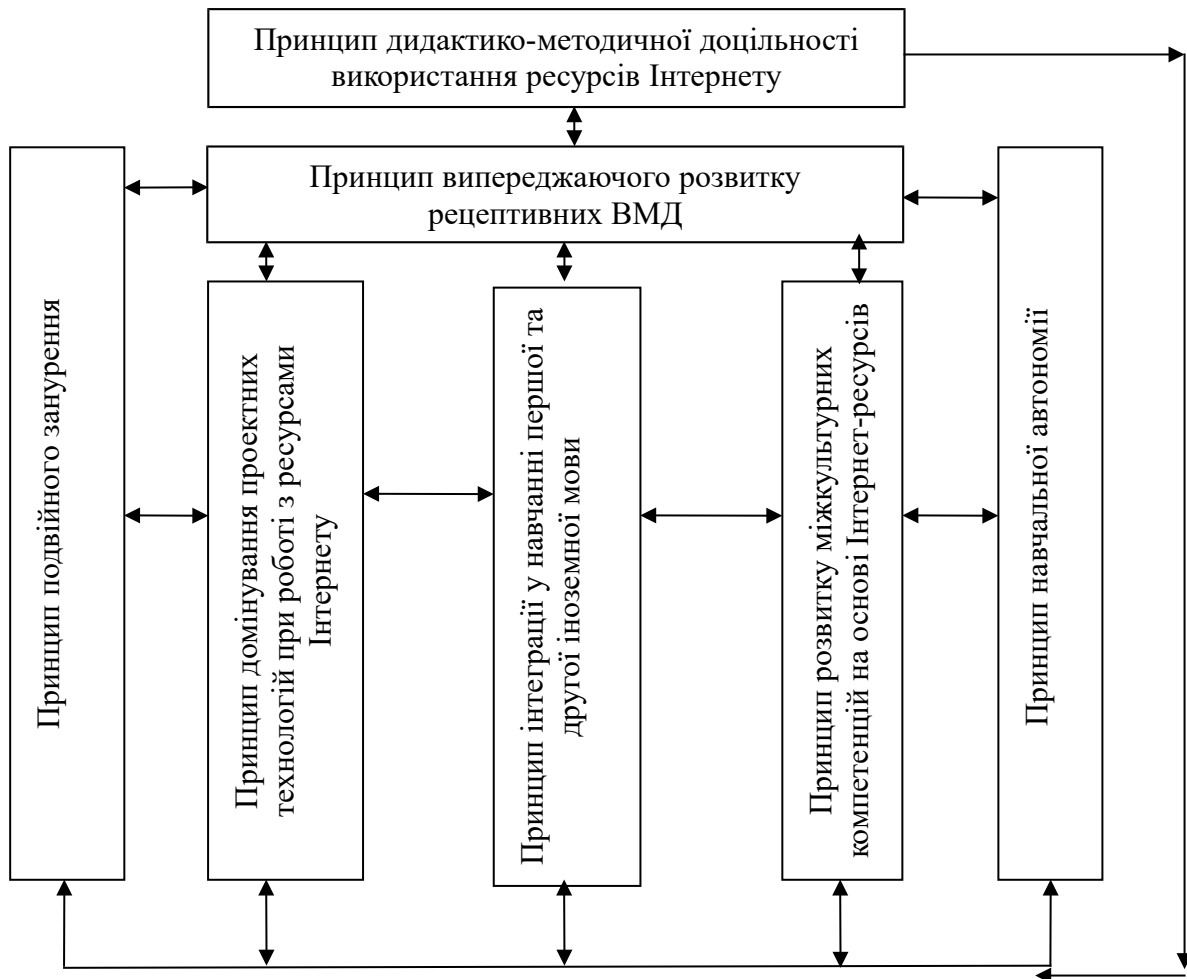 Принцип дидактико-методичної доцільності
використання ресурсів Інтернету
Принцип випереджаючого розвитку
рецептивних ВМД
Принцип подвійного занурення
Принцип домінування проектних
технологій при роботі з ресурсами
Інтернету
Принцип інтеграції у навчанні першої та
другої іноземної мови
Принцип розвитку міжкультурних
компетенцій на основі Інтернет-ресурсів
Принцип навчальної автономії